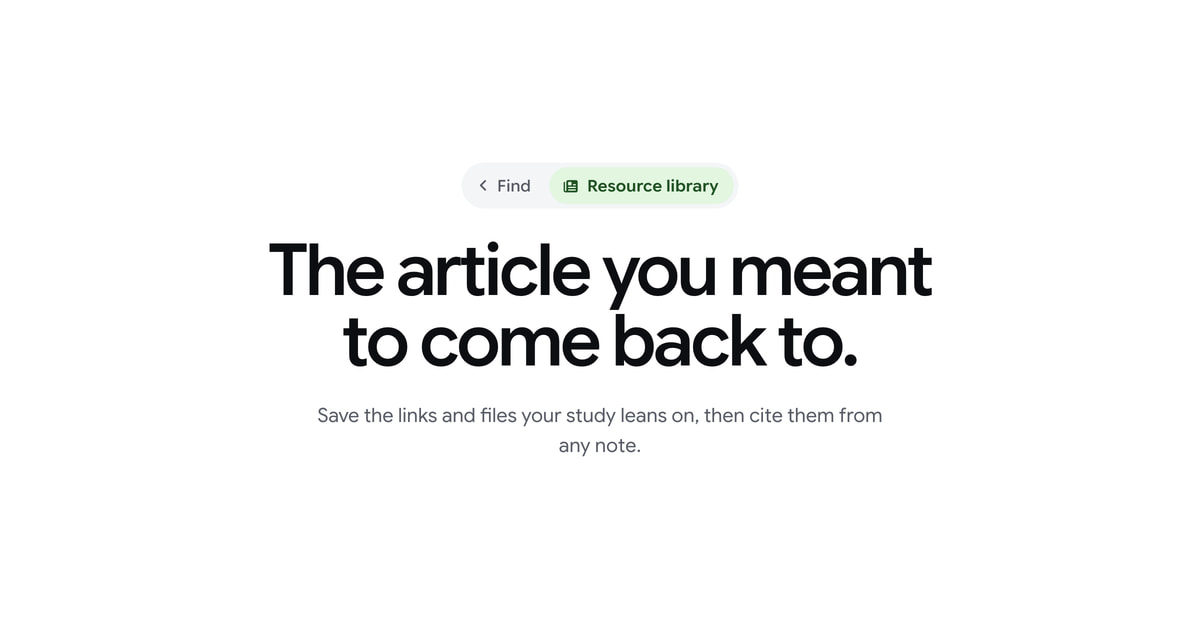 Find
Resource library
The article you meant
to come back to.
Save the links and files your study leans on, then cite them from
any note.